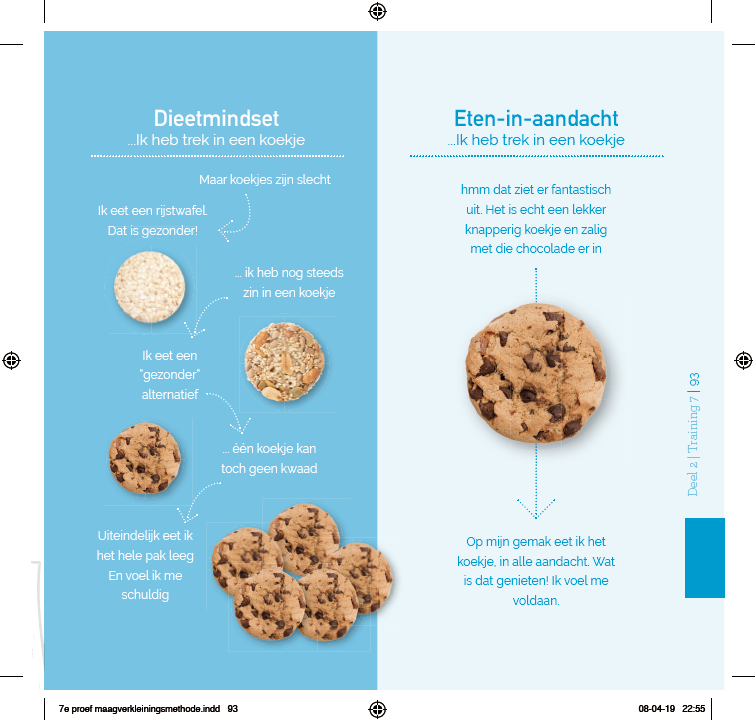 Dieetmindset
...Ik heb trek in een koekje
Maar koekjes zijn slecht
Ik eet een rijstwafel.
Dat is gezonder!
... ik heb nog steeds
zin in een koekje
Ik eet een
"gezonder"
alternatief
... één koekje kan
toch geen kwaad
Uiteindelijk eet ik
het hele pak leeg
En voel ik me
schuldig
Eten-in-aandacht
...Ik heb trek in een koekje
hmm dat ziet er fantastisch
uit. Het is echt een lekker
knapperig koekje en zalig
met die chocolade er in
Op mijn gemak eet ik het
koekje, in alle aandacht. Wat
is dat genieten! Ik voel me
voldaan.
Deel 2 | Training 7 | 93
7e proef maagverkleiningsmethode.indd 93
08-04-19 22:55